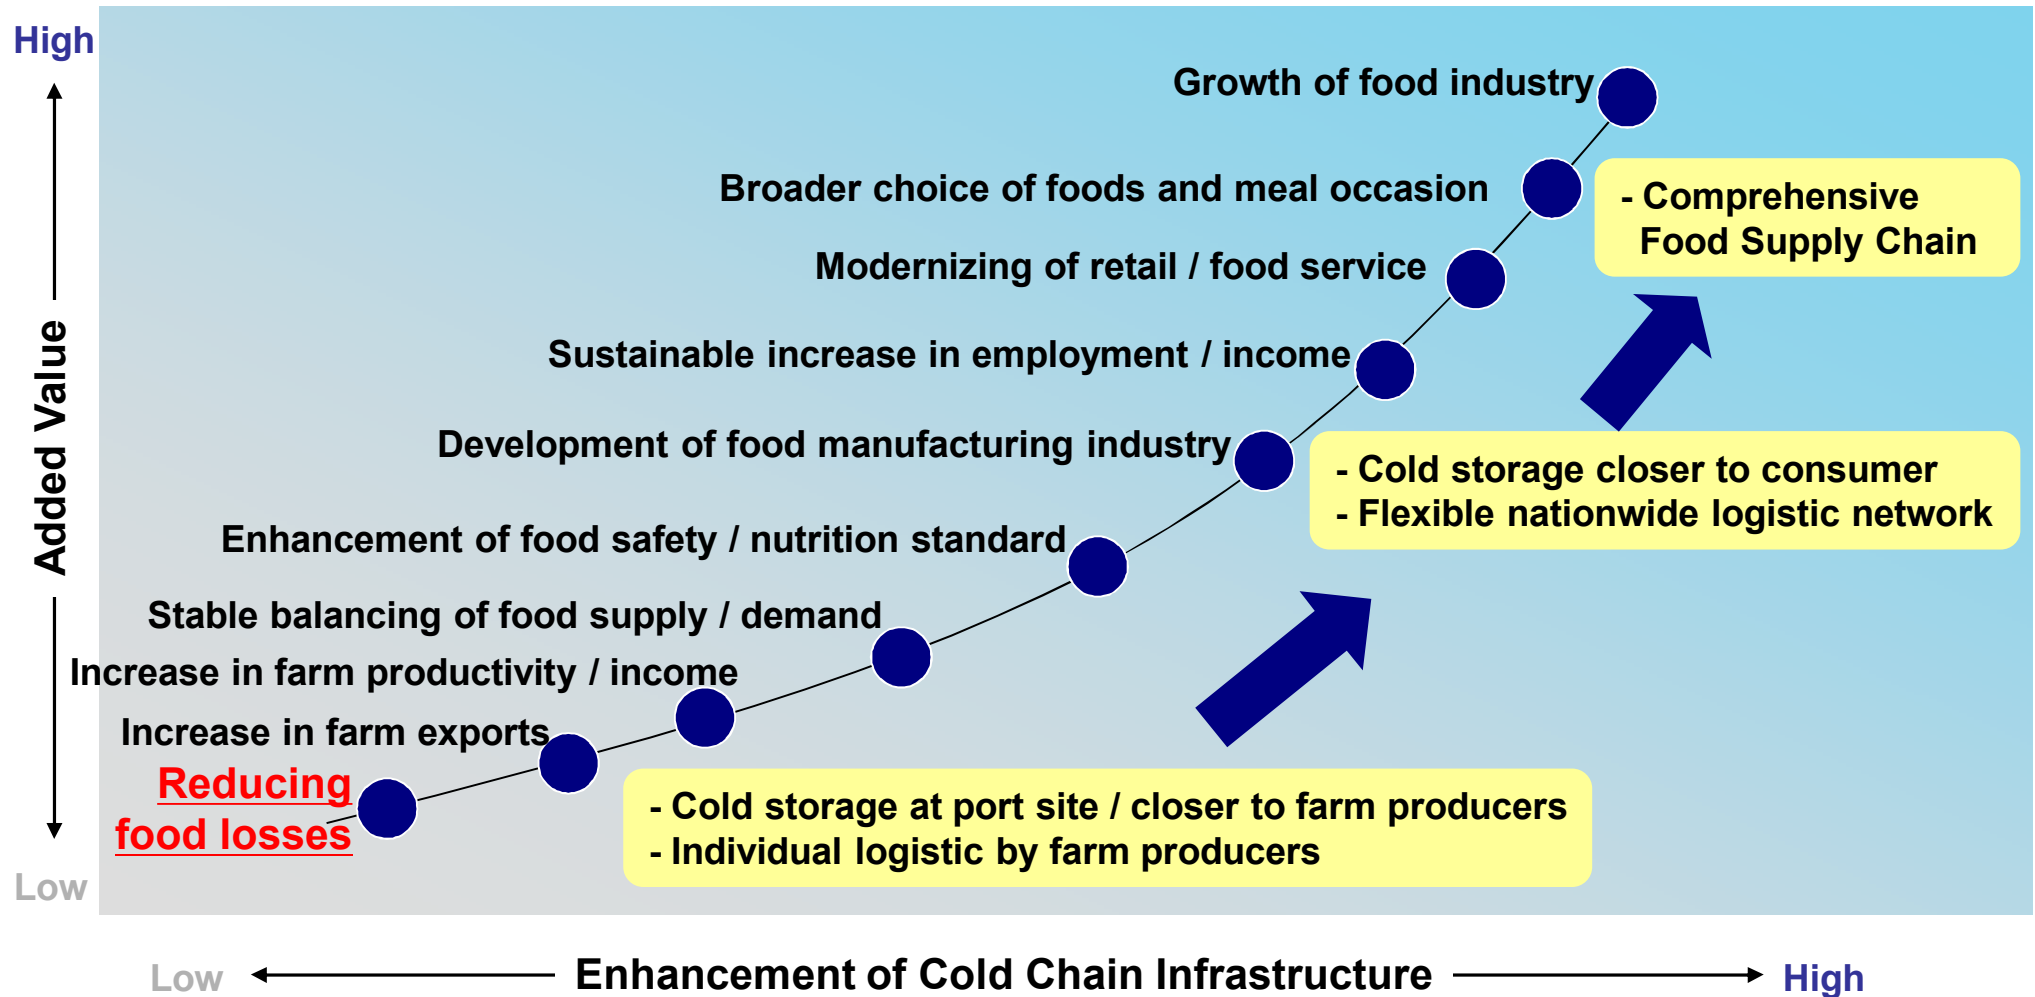 High
Growth of food industry
Broader choice of foods and meal occasion
- Comprehensive
Food Supply Chain
Modernizing of retail / food service
Sustainable increase in employment / income
Added Value
Development of food manufacturing industry
- Cold storage closer to consumer
- Flexible nationwide logistic network
Enhancement of food safety / nutrition standard
Stable balancing of food supply / demand
Increase in farm productivity / income
Increase in farm exports
Reducing
food losses
- Cold storage at port site / closer to farm producers
- Individual logistic by farm producers
Low
Low
Enhancement of Cold Chain Infrastructure
High